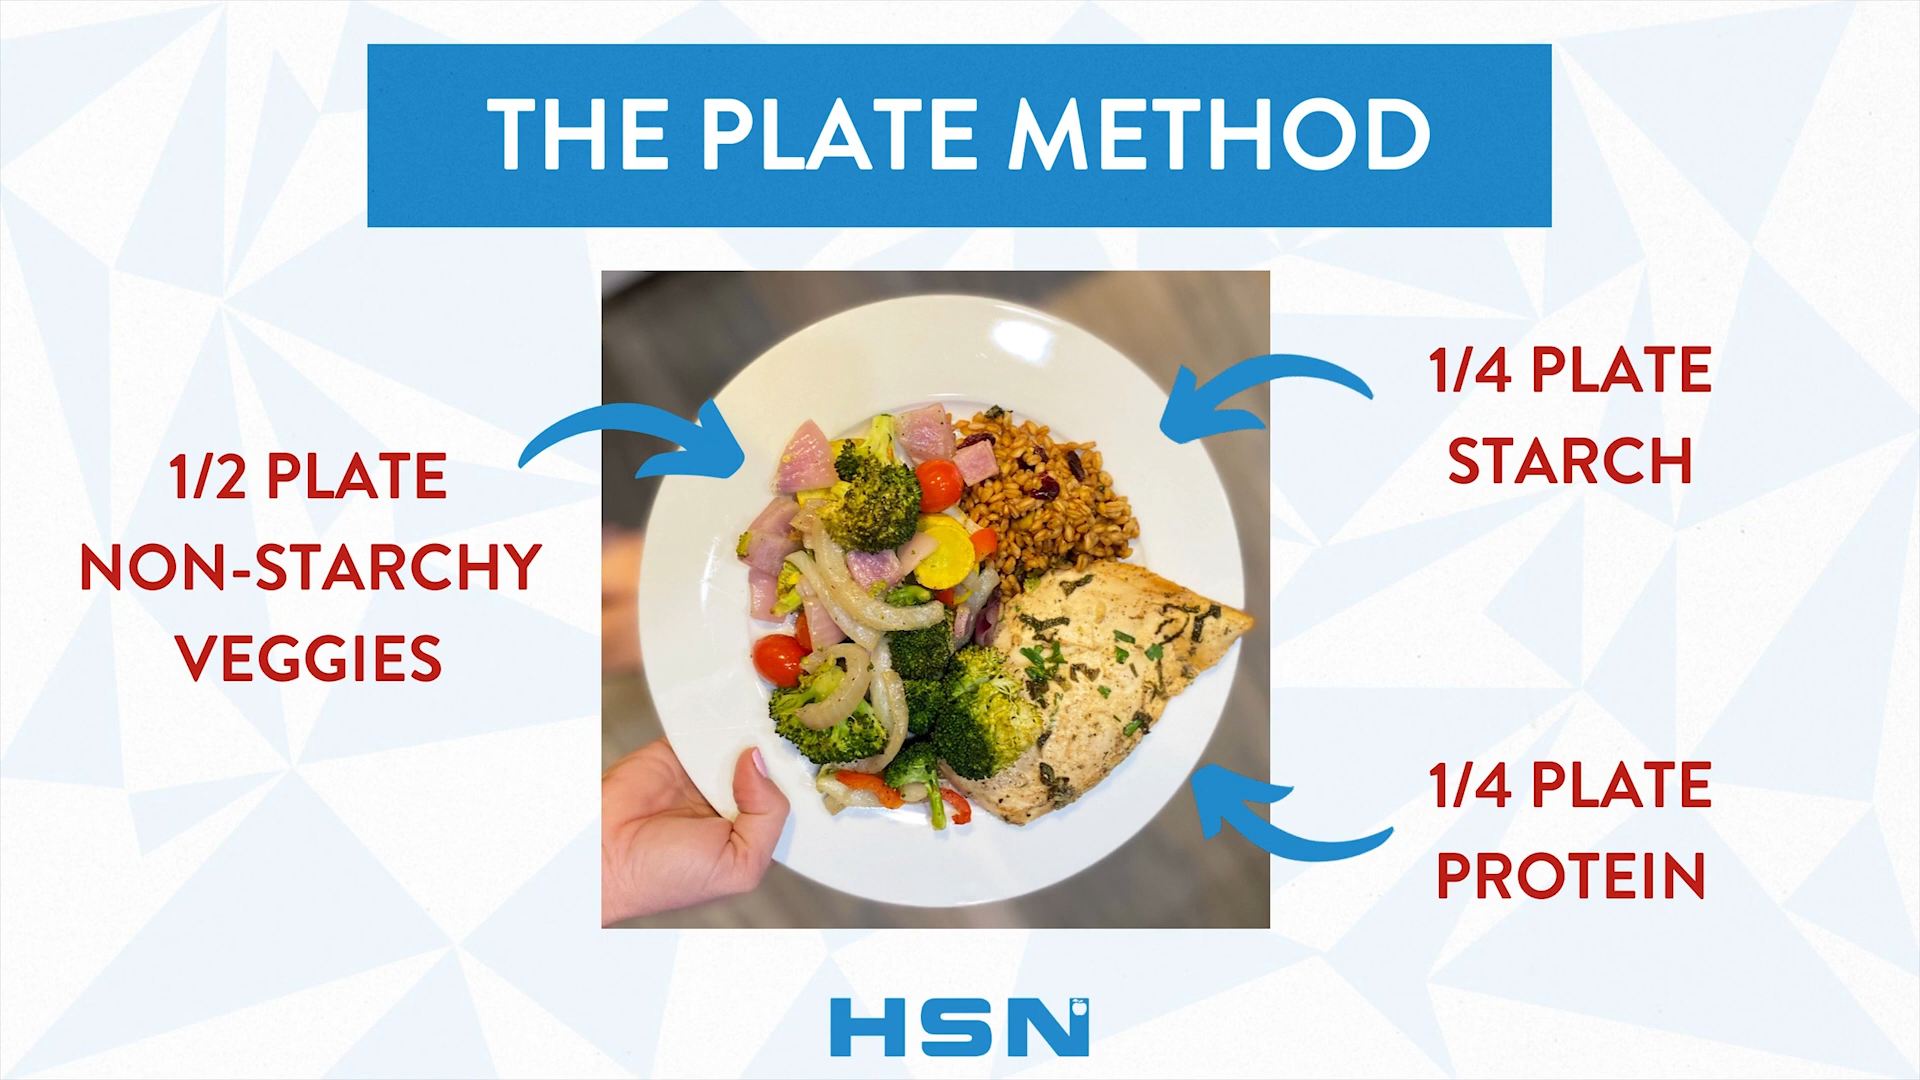 THE PLATE METHOD
1/2 PLATE
NON-STARCHY
VEGGIES
1/4 PLATE
STARCH
1/4 PLATE
PROTEIN
HSN